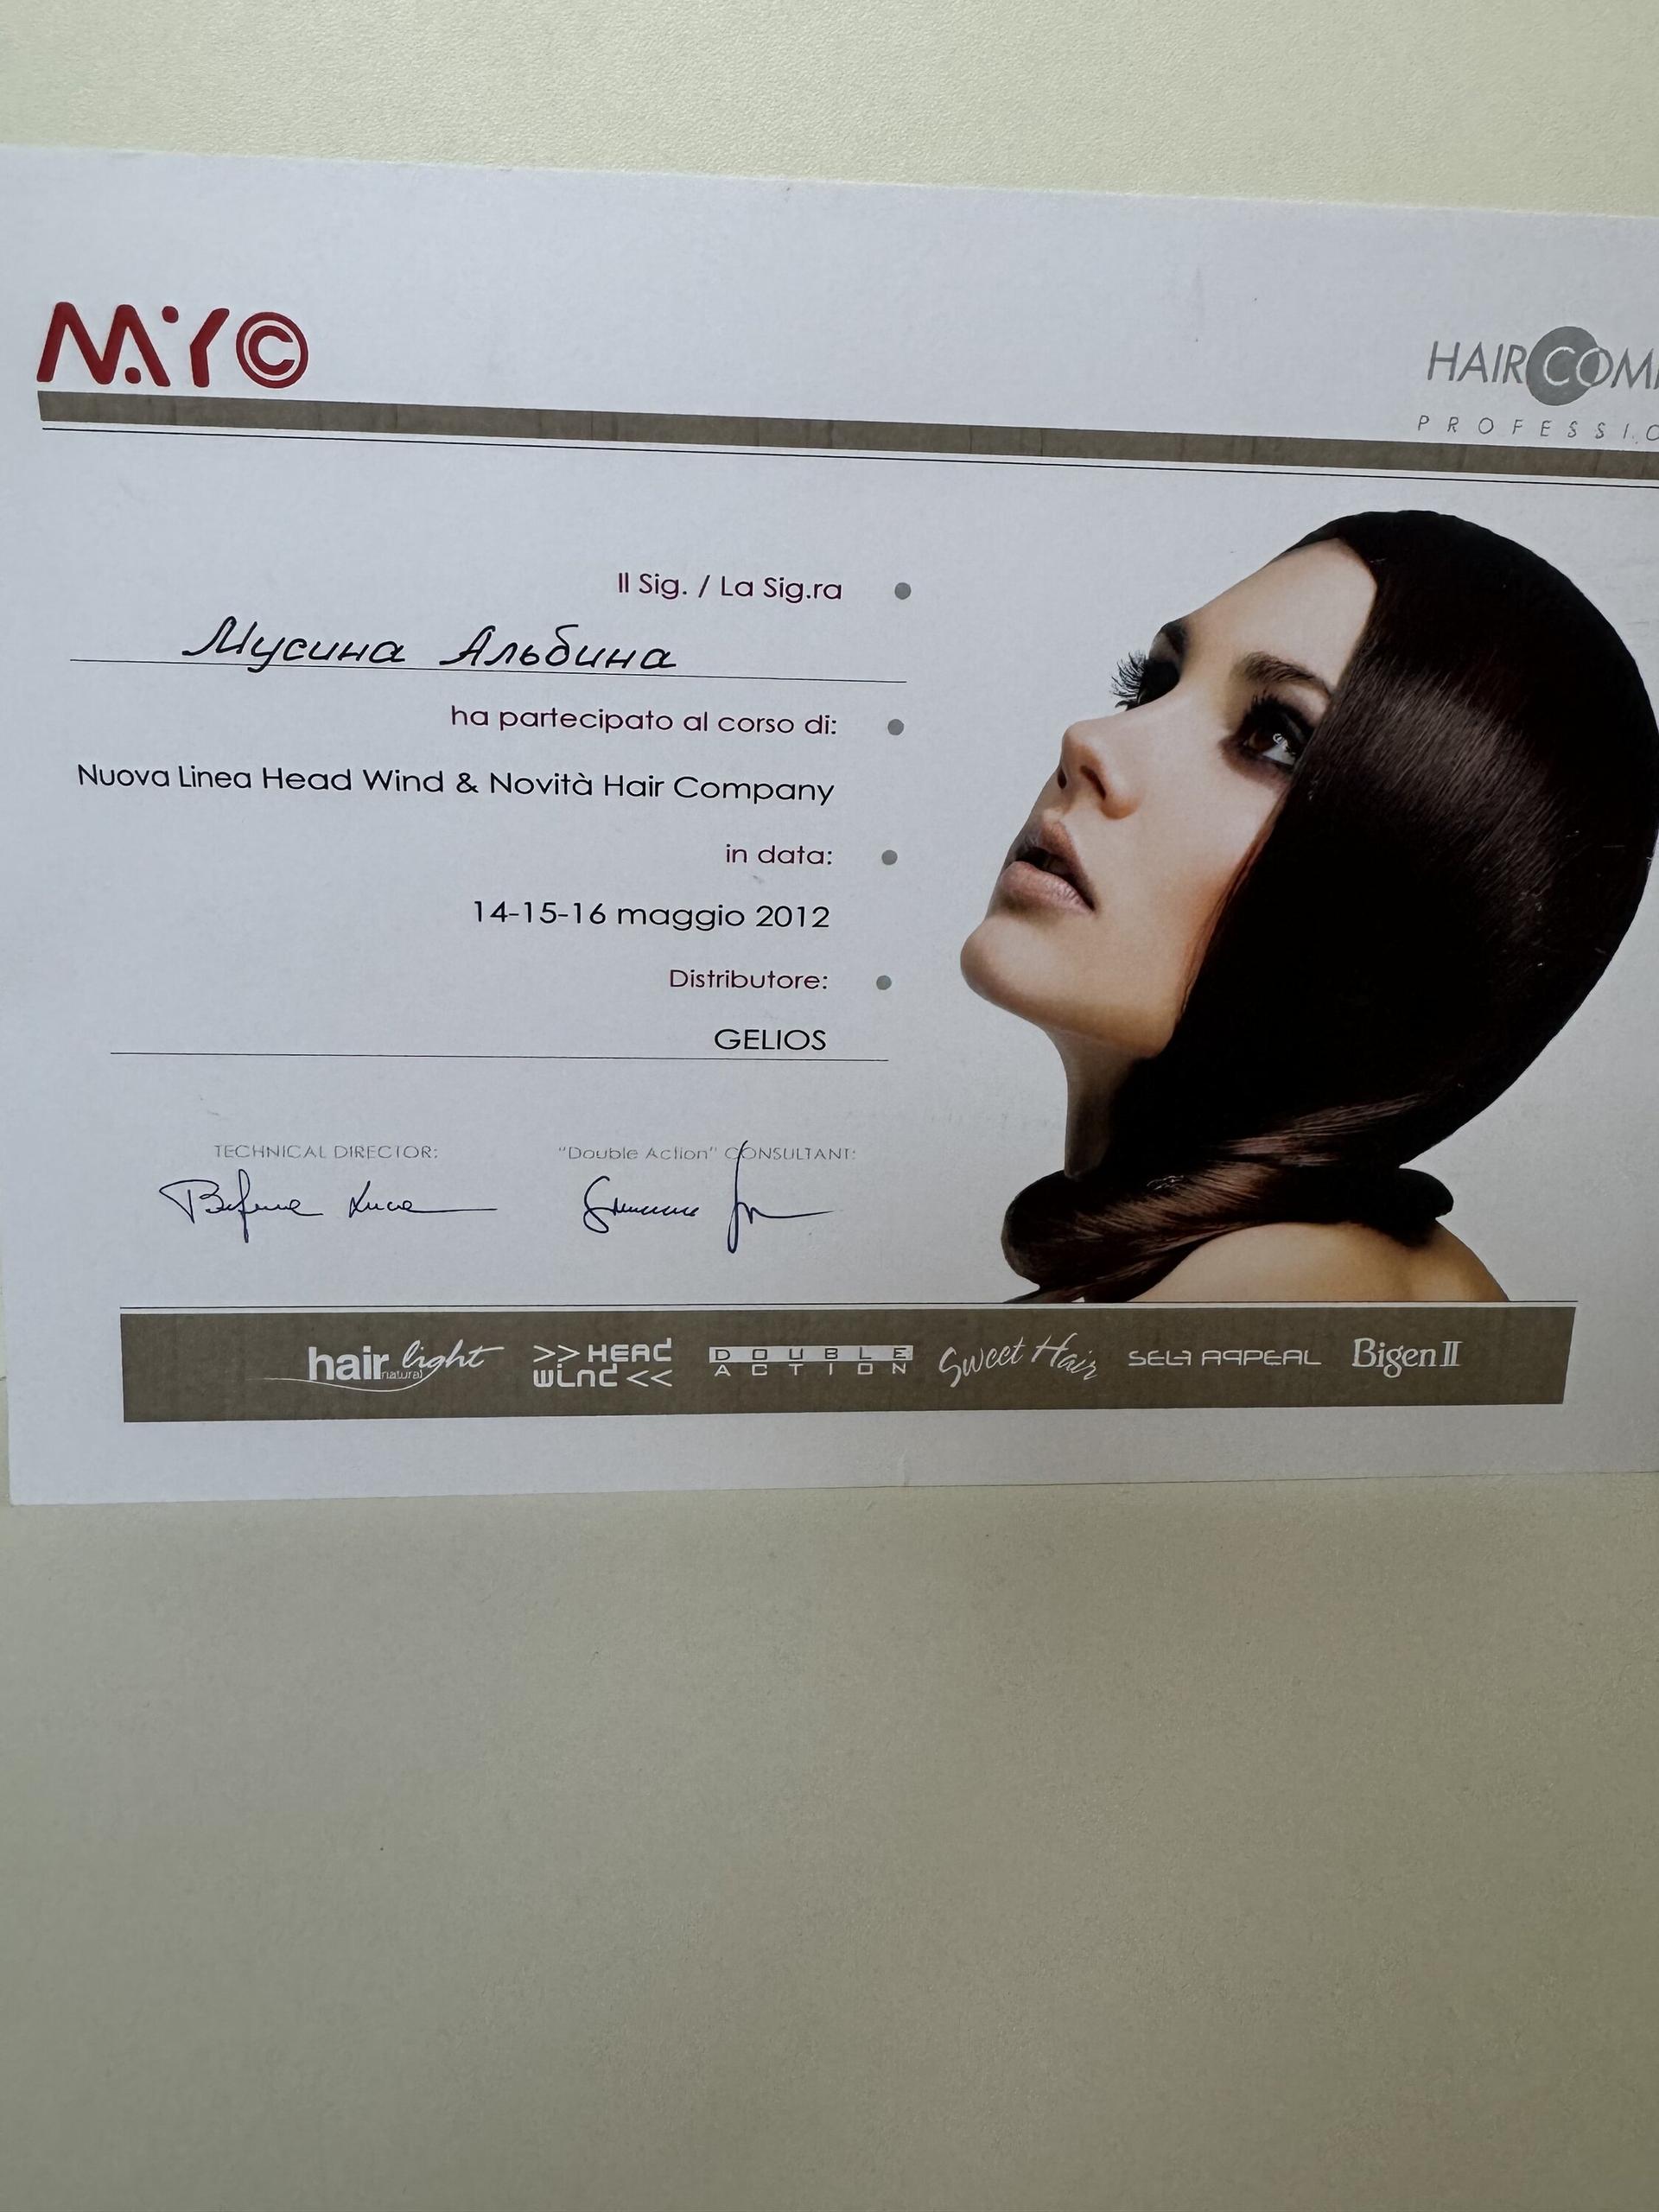 MAY©
HAIR COM
PROFESSIO
Il Sig. / La Sig.ra
Мусина Альбина
ha partecipato al corso di:
Nuova Linea Head Wind & Novità Hair Company
in data:
14-15-16 maggio 2012
Distributore:
GELIOS
TECHNICAL DIRECTOR: "Double Action" CONSULTANT:
hair natural light >>HEAD WIND<< DOUBLE ACTION Sweet Hair SELF APPEAL Bigen II